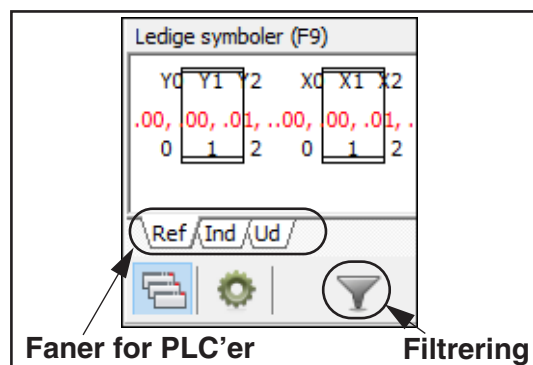 Ledige symboler (F9)
Y0 Y1 Y2 X0 X1 X2
.00, .00, .01, ..00, .00, .01, .
0 1 2 0 1 2
Ref Ind Ud
Faner for PLC'er Filtrering